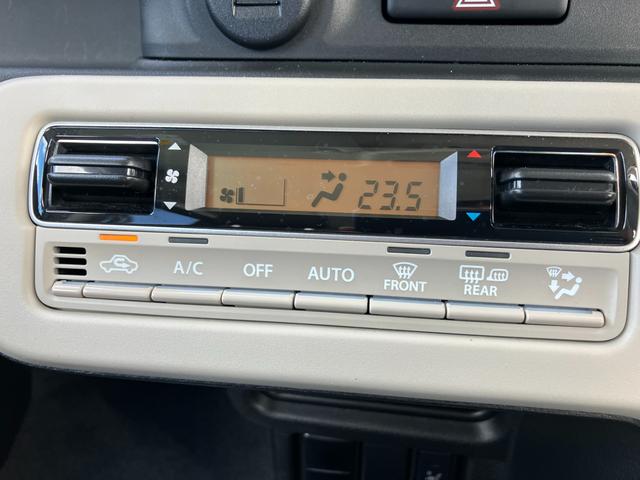 23.5
A/C OFF AUTO FRONT REAR